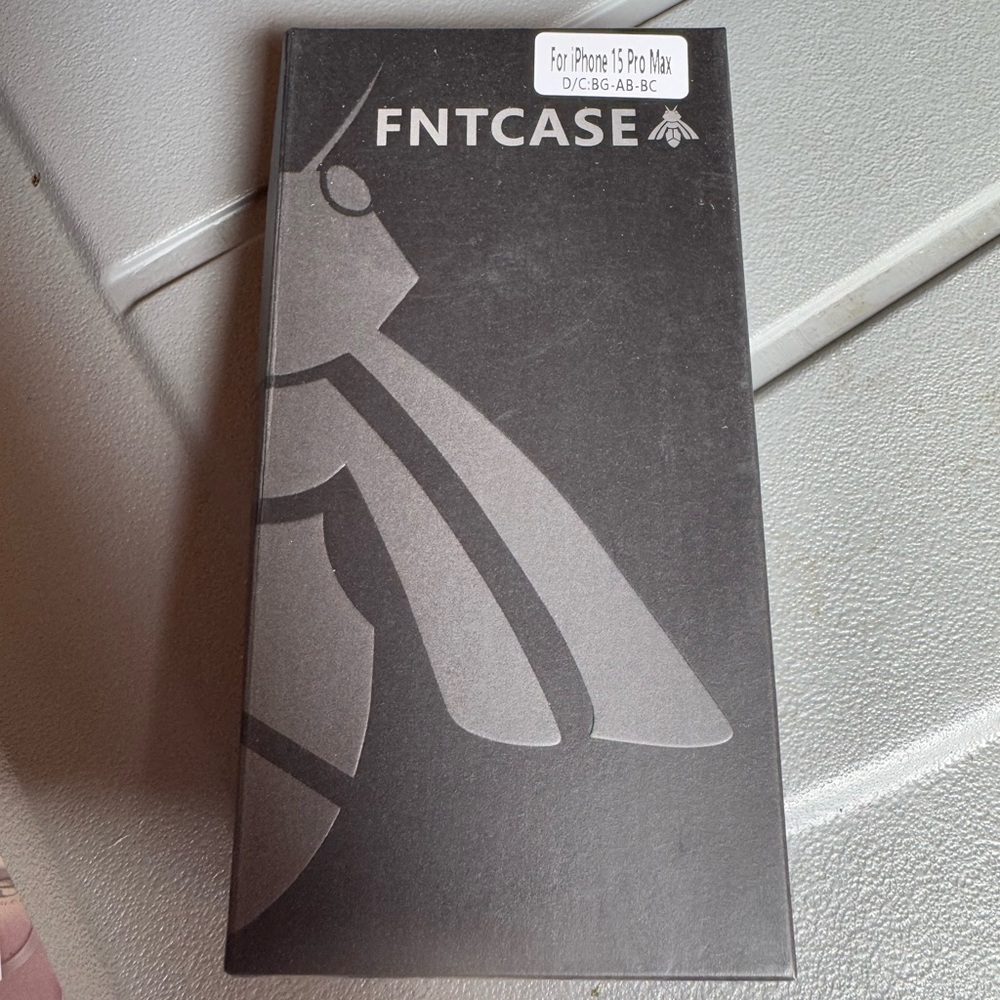 For iPhone 15 Pro Max
D/C:BG-AB-BC
FNTCASE